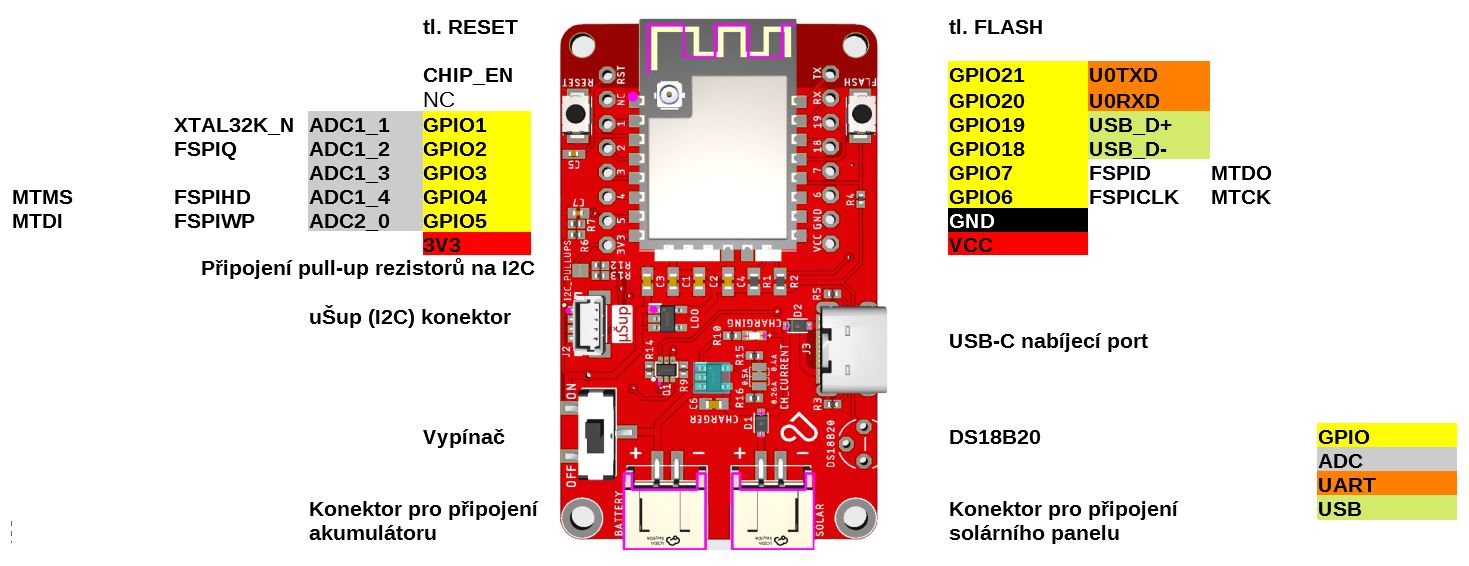 tl. RESET
tl. FLASH
CHIP_EN
GPIO21 U0TXD
NC
GPIO20 U0RXD
XTAL32K_N ADC1_1 GPIO1
GPIO19 USB_D+
FSPIQ ADC1_2 GPIO2
GPIO18 USB_D-
ADC1_3 GPIO3
GPIO7 FSPID MTDO
MTMS FSPIHD ADC1_4 GPIO4
GPIO6 FSPICLK MTCK
MTDI FSPIWP ADC2_0 GPIO5
GND
3V3
VCC
Připojení pull-up rezistorů na I2C
uŠup (I2C) konektor
USB-C nabíjecí port
Vypínač
DS18B20
GPIO
ADC
UART
USB
Konektor pro připojení
akumulátoru
Konektor pro připojení
solárního panelu
RESET
RST
NC
1
2
3
4
5
3V3
C5
C7
R7
R6
TX
RX
19
18
7
6
GND
VCC
FLASH
R4
I2C_PULLUPS
R12
R13
C3
C1
C2
C4
R1
R2
R5
J2
µŠup
LDO
CHARGING
R10
D2
J3
R14
Q1
R9
R15
R16
0.4A
0.5A
0.26A
CH_CURRENT
C6
CHARGER
D1
R3
ON
OFF
DS18B20
+ -
+ -
BATTERY
SOLAR